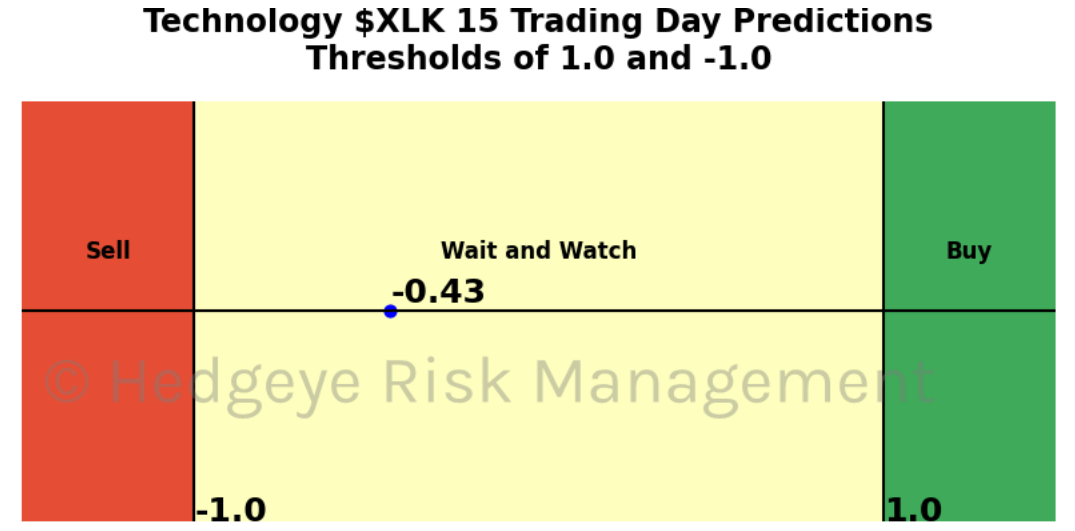 Technology $XLK 15 Trading Day Predictions
Thresholds of 1.0 and -1.0
Sell
Wait and Watch
Buy
-0.43
© Hedgeye Risk Management
-1.0
1.0